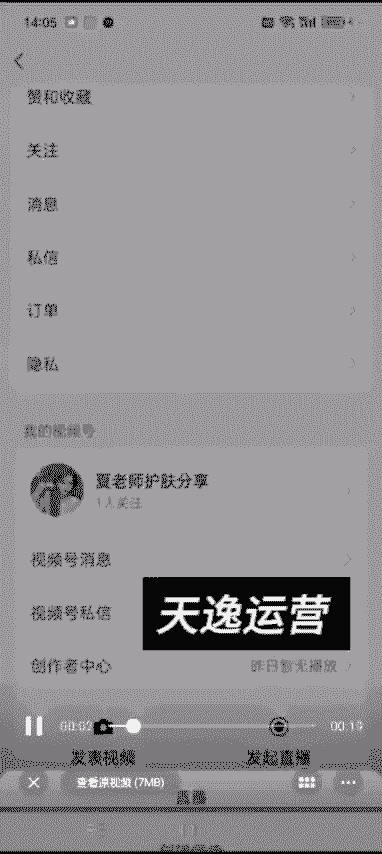 14:05
赞和收藏
关注
消息
私信
订单
隐私
我的视频号
夏老师护肤分享
1人关注
视频号消息
视频号私信
天逸运营
创作者中心
昨日暂无播放
00:03
00:19
发表视频
发起直播
查看原视频 (7MB)
直播